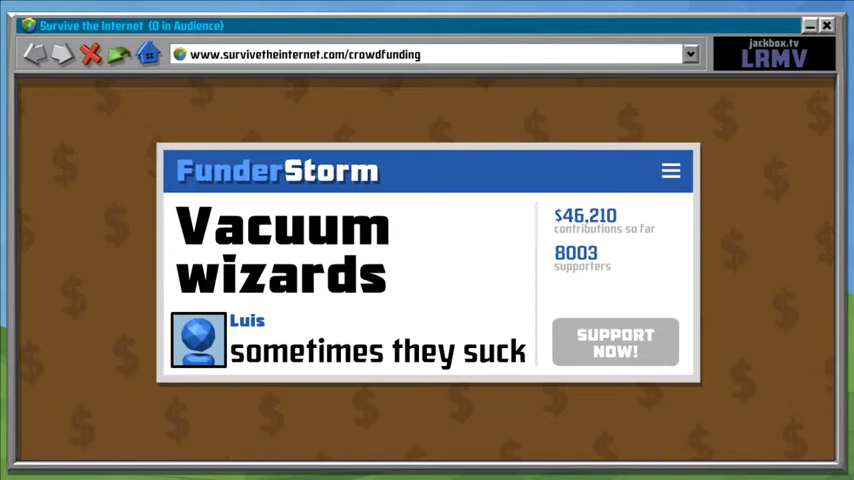 Survive the Internet (0 in Audience)
www.survivetheinternet.com/crowdfunding
jackbox.tv
LRMV
FunderStorm
Vacuum
wizards
$46,210
contributions so far
8003
supporters
Luis
sometimes they suck
SUPPORT
NOW!